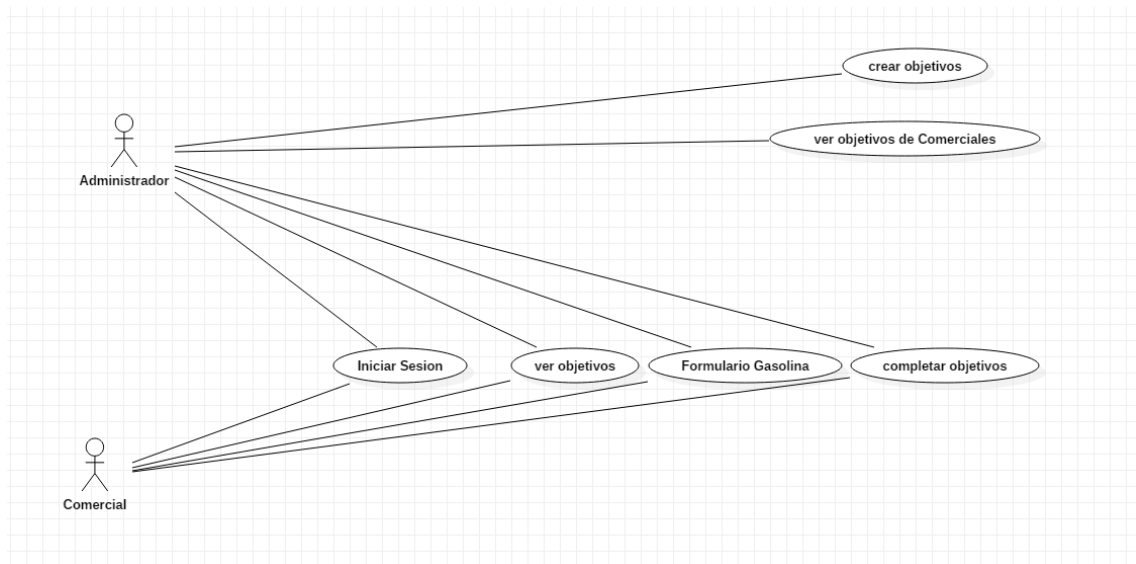 crear objetivos
ver objetivos de Comerciales
Administrador
Iniciar Sesion
ver objetivos
Formulario Gasolina
completar objetivos
Comercial